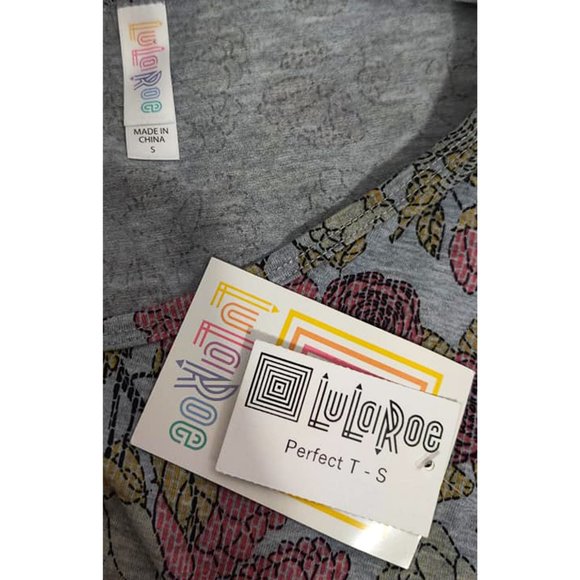 LuLaRoe
MADE IN
CHINA
S
LuLaRoe
LuLaRoe
Perfect T - S